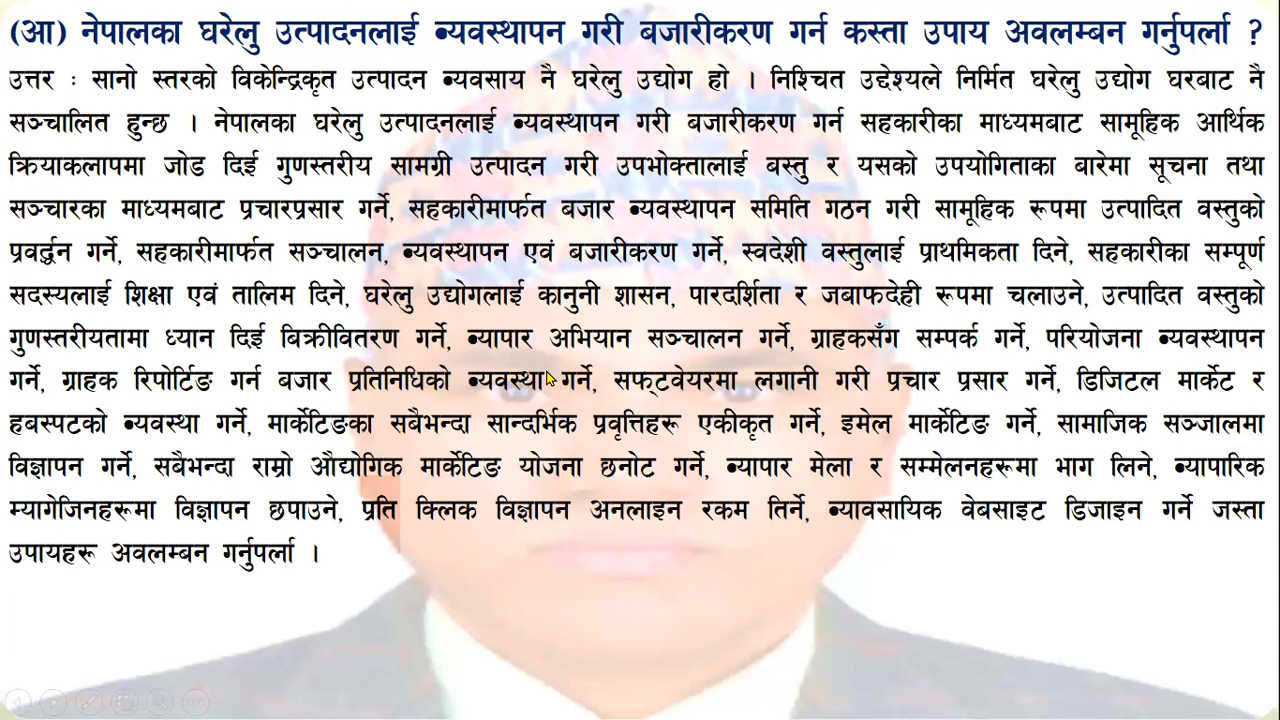 (आ) नेपालका घरेलु उत्पादनलाई व्यवस्थापन गरी बजारीकरण गर्न कस्ता उपाय अवलम्बन गर्नुपर्ला ?
उत्तर : सानो स्तरको विकेन्द्रिकृत उत्पादन व्यवसाय नै घरेलु उद्योग हो । निश्चित उद्देश्यले निर्मित घरेलु उद्योग घरबाट नै
सञ्चालित हुन्छ । नेपालका घरेलु उत्पादनलाई व्यवस्थापन गरी बजारीकरण गर्न सहकारीका माध्यमबाट सामूहिक आर्थिक
क्रियाकलापमा जोड दिई गुणस्तरीय सामग्री उत्पादन गरी उपभोक्तालाई बस्तु र यसको उपयोगिताका बारेमा सूचना तथा
सञ्चारका माध्यमबाट प्रचारप्रसार गर्ने, सहकारीमार्फत बजार व्यवस्थापन समिति गठन गरी सामूहिक रूपमा उत्पादित वस्तुको
प्रवर्द्धन गर्ने, सहकारीमार्फत सञ्चालन, व्यवस्थापन एवं बजारीकरण गर्ने, स्वदेशी वस्तुलाई प्राथमिकता दिने, सहकारीका सम्पूर्ण
सदस्यलाई शिक्षा एवं तालिम दिने, घरेलु उद्योगलाई कानुनी शासन, पारदर्शिता र जबाफदेही रूपमा चलाउने, उत्पादित वस्तुको
गुणस्तरीयतामा ध्यान दिई बिक्रीवितरण गर्ने, व्यापार अभियान सञ्चालन गर्ने, ग्राहकसँग सम्पर्क गर्ने, परियोजना व्यवस्थापन
गर्ने, ग्राहक रिपोर्टिङ गर्न बजार प्रतिनिधिको व्यवस्था गर्ने, सफ्टवेयरमा लगानी गरी प्रचार प्रसार गर्ने, डिजिटल मार्केट र
हबस्पटको व्यवस्था गर्ने, मार्केटिङका सबैभन्दा सान्दर्भिक प्रवृत्तिहरू एकीकृत गर्ने, इमेल मार्केटिङ गर्ने, सामाजिक सञ्जालमा
विज्ञापन गर्ने, सबैभन्दा राम्रो औद्योगिक मार्केटिङ योजना छनोट गर्ने, व्यापार मेला र सम्मेलनहरूमा भाग लिने, व्यापारिक
म्यागेजिनहरूमा विज्ञापन छपाउने, प्रति क्लिक विज्ञापन अनलाइन रकम तिर्ने, व्यावसायिक वेबसाइट डिजाइन गर्ने जस्ता
उपायहरू अवलम्बन गर्नुपर्ला ।